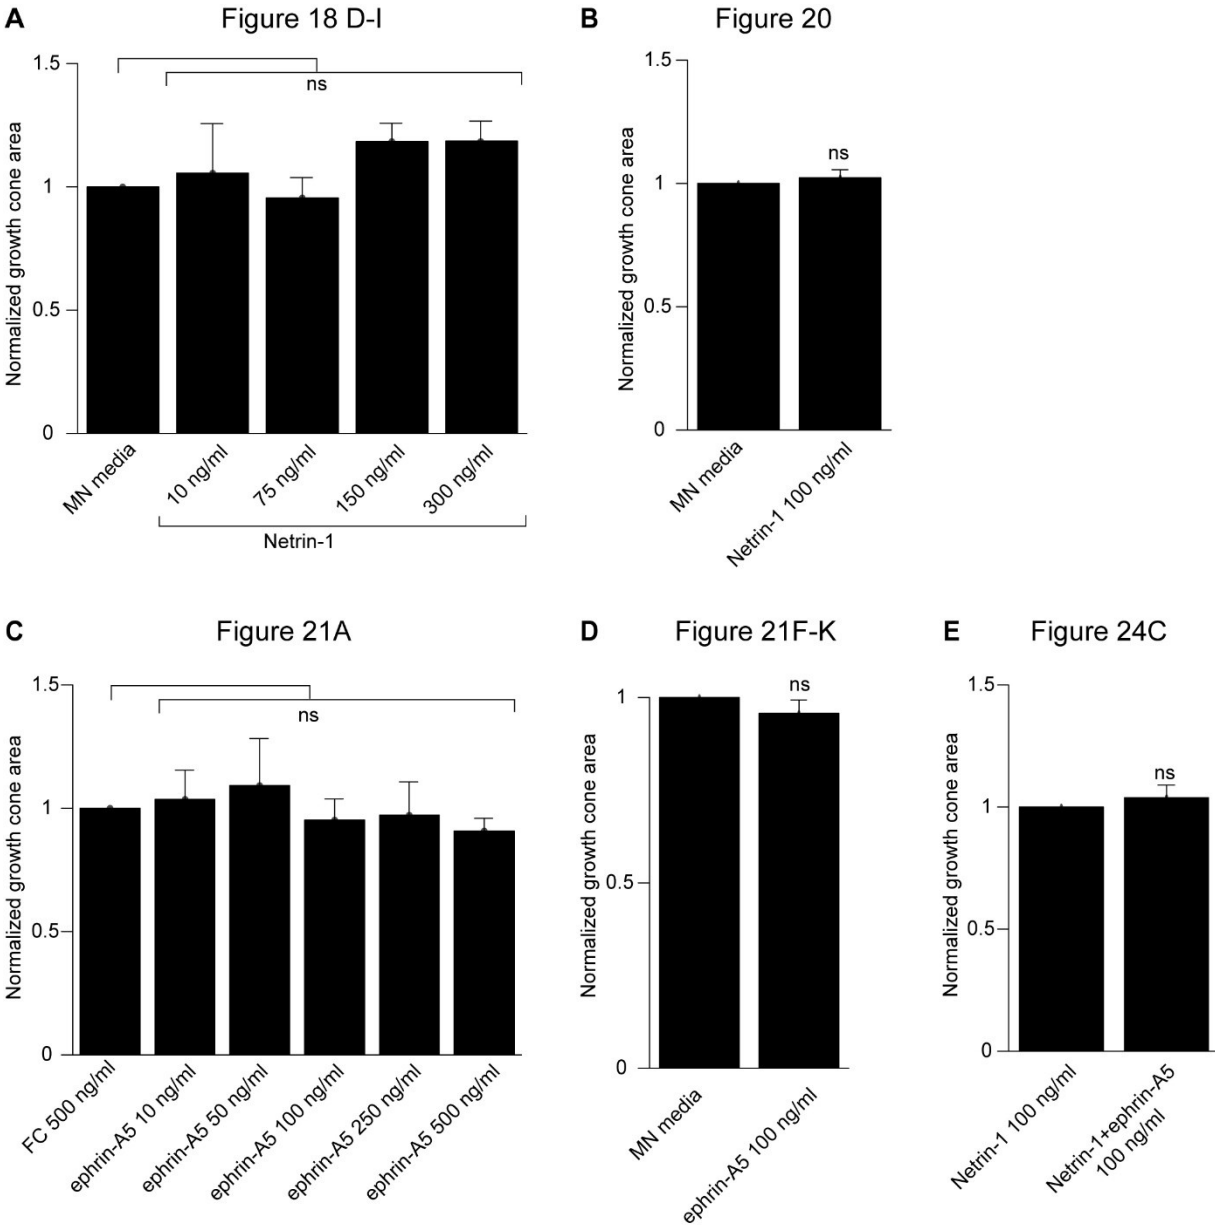 A
Figure 18 D-I
Normalized growth cone area
1.5
1
0.5
0
ns
MN media
10 ng/ml
75 ng/ml
150 ng/ml
300 ng/ml
Netrin-1
B
Figure 20
Normalized growth cone area
1.5
1
0.5
0
ns
MN media
Netrin-1 100 ng/ml
C
Figure 21A
Normalized growth cone area
1.5
1
0.5
0
ns
FC 500 ng/ml
ephrin-A5 10 ng/ml
ephrin-A5 50 ng/ml
ephrin-A5 100 ng/ml
ephrin-A5 250 ng/ml
ephrin-A5 500 ng/ml
D
Figure 21F-K
Normalized growth cone area
1
0.5
0
ns
MN media
ephrin-A5 100 ng/ml
E
Figure 24C
Normalized growth cone area
1.5
1
0.5
0
ns
Netrin-1 100 ng/ml
Netrin-1+ephrin-A5
100 ng/ml